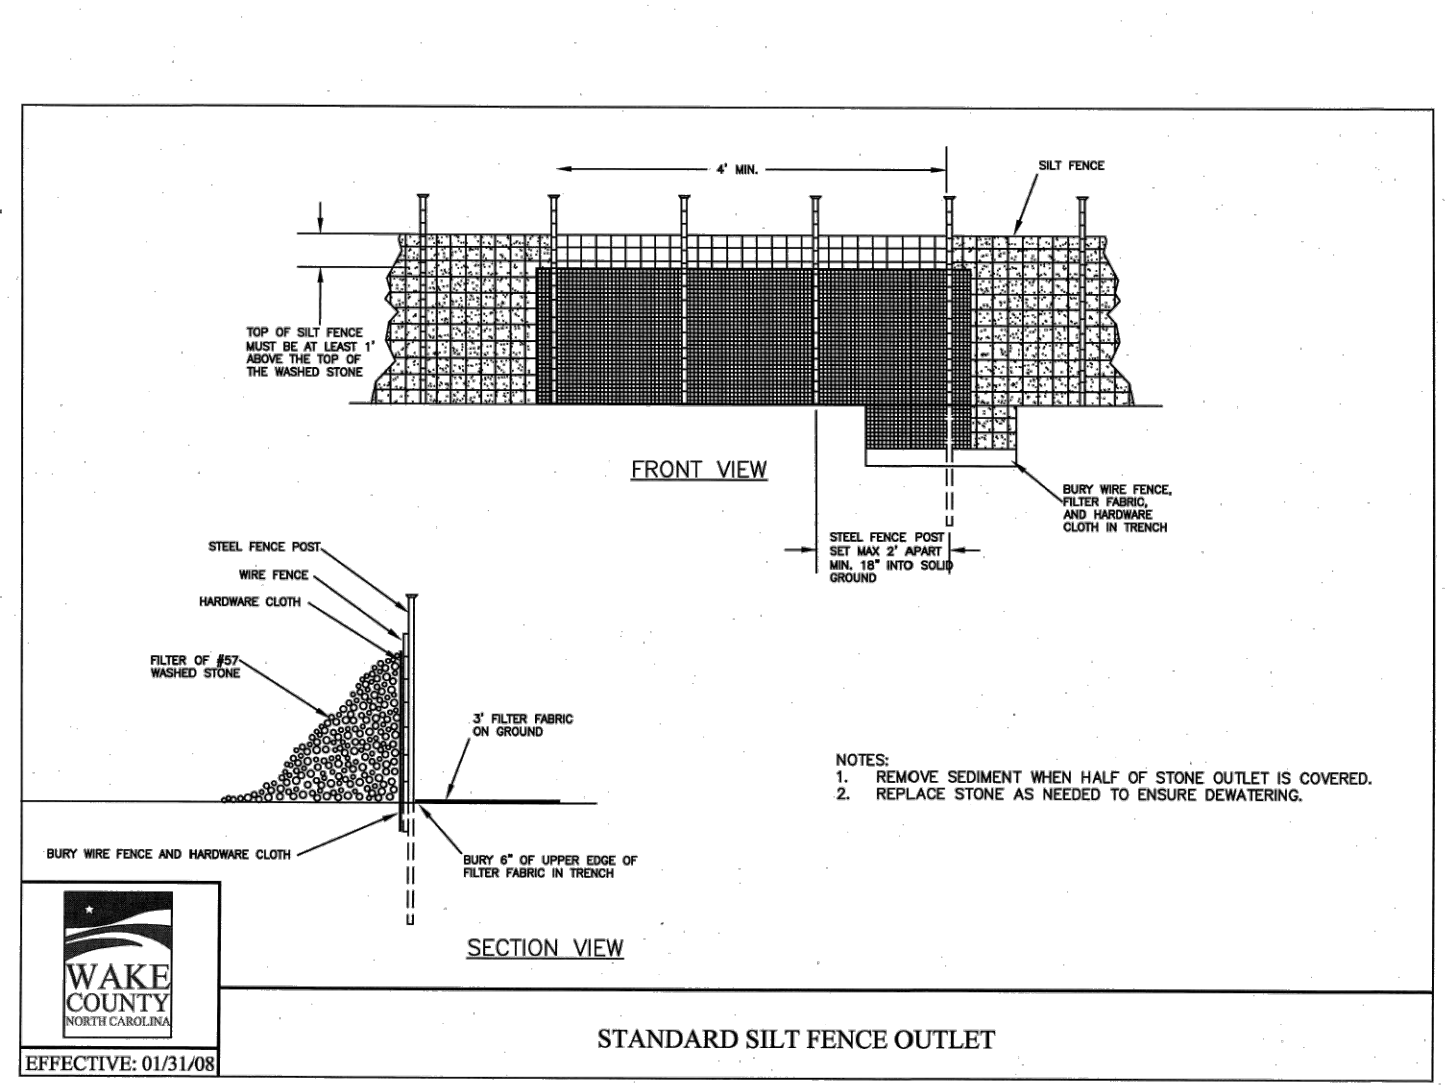 4' MIN.
SILT FENCE
TOP OF SILT FENCE
MUST BE AT LEAST 1'
ABOVE THE TOP OF
THE WASHED STONE
FRONT VIEW
BURY WIRE FENCE,
FILTER FABRIC,
AND HARDWARE
CLOTH IN TRENCH
STEEL FENCE POST
SET MAX 2' APART
MIN. 18" INTO SOLID
GROUND
STEEL FENCE POST
WIRE FENCE
HARDWARE CLOTH
FILTER OF #57
WASHED STONE
3' FILTER FABRIC
ON GROUND
BURY WIRE FENCE AND HARDWARE CLOTH
BURY 6" OF UPPER EDGE OF
FILTER FABRIC IN TRENCH
SECTION VIEW
NOTES:
1. REMOVE SEDIMENT WHEN HALF OF STONE OUTLET IS COVERED.
2. REPLACE STONE AS NEEDED TO ENSURE DEWATERING.
WAKE
COUNTY
NORTH CAROLINA
EFFECTIVE: 01/31/08
STANDARD SILT FENCE OUTLET